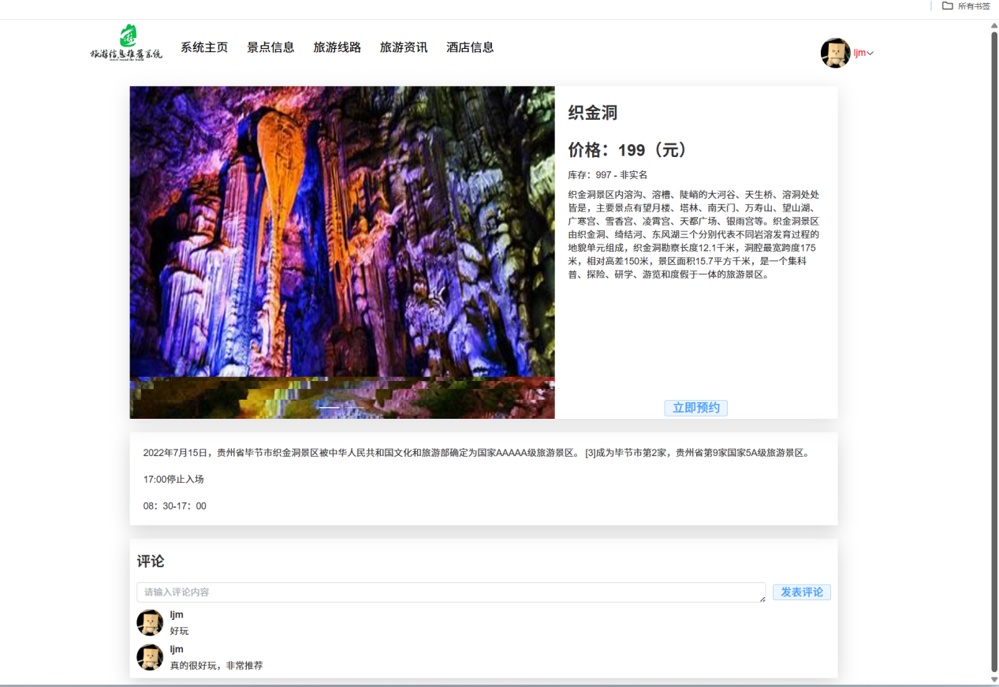 所有书签
旅游信息推荐系统
travel round the world
系统主页 景点信息 旅游线路 旅游资讯 酒店信息
ljm
织金洞
价格：199（元）
库存：997 - 非实名
织金洞景区内溶沟、溶槽、陡峭的大河谷、天生桥、溶洞处处
皆是，主要景点有望月楼、塔林、南天门、万寿山、望山湖、
广寒宫、雪香宫、凌霄宫、天都广场、银雨宫等。织金洞景区
由织金洞、绮结河、东风湖三个分别代表不同岩溶发育过程的
地貌单元组成，织金洞勘察长度12.1千米，洞腔最宽跨度175
米，相对高差150米，景区面积15.7平方千米，是一个集科
普、探险、研学、游览和度假于一体的旅游景区。
立即预约
2022年7月15日，贵州省毕节市织金洞景区被中华人民共和国文化和旅游部确定为国家AAAAA级旅游景区。 [3]成为毕节市第2家，贵州省第9家国家5A级旅游景区。
17:00停止入场
08：30-17：00
评论
请输入评论内容
发表评论
ljm
好玩
ljm
真的很好玩，非常推荐